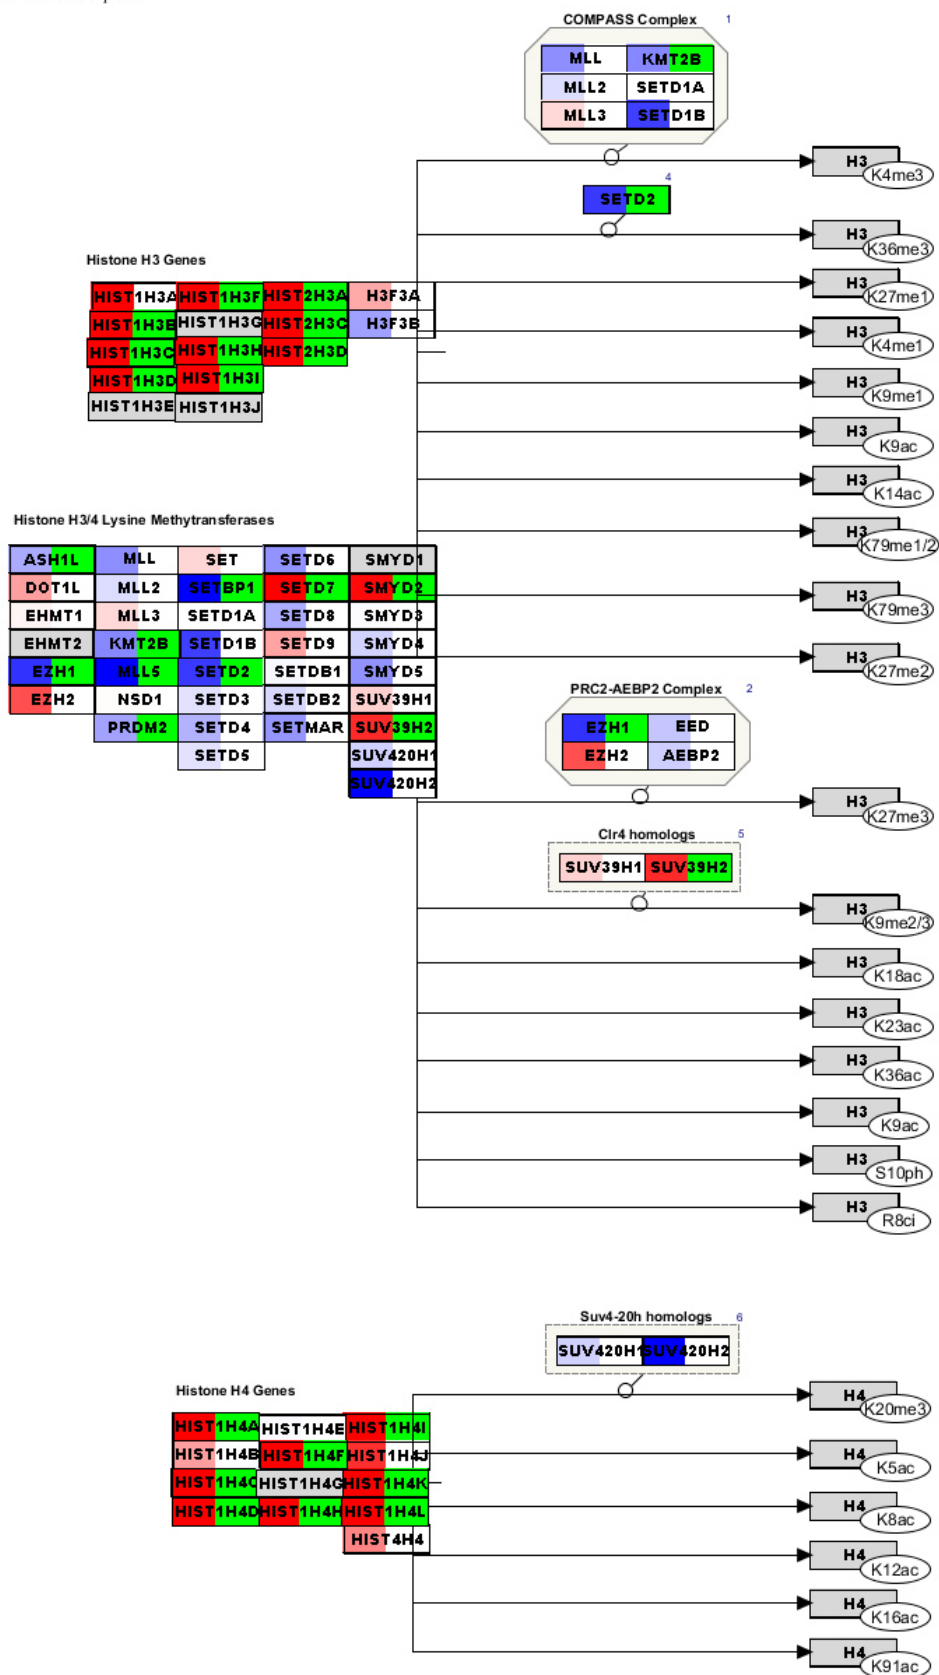 COMPASS Complex 1
MLL KMT2B
MLL2 SETD1A
MLL3 SETD1B
H3 K4me3
4
SETD2
H3 K36me3
Histone H3 Genes
HIST1H3A HIST1H3F HIST2H3A H3F3A
HIST1H3B HIST1H3G HIST2H3C H3F3B
HIST1H3C HIST1H3H HIST2H3D
HIST1H3D HIST1H3I
HIST1H3E HIST1H3J
H3 K27me1
H3 K4me1
H3 K9me1
H3 K9ac
H3 K14ac
H3 K79me1/2
H3 K79me3
H3 K27me2
Histone H3/4 Lysine Methytransferases
ASH1L MLL SET SETD6 SMYD1
DOT1L MLL2 SETBP1 SETD7 SMYD2
EHMT1 MLL3 SETD1A SETD8 SMYD3
EHMT2 KMT2B SETD1B SETD9 SMYD4
EZH1 MLL5 SETD2 SETDB1 SMYD5
EZH2 NSD1 SETD3 SETDB2 SUV39H1
PRDM2 SETD4 SETMAR SUV39H2
SETD5 SUV420H1
SUV420H2
PRC2-AEBP2 Complex 2
EZH1 EED
EZH2 AEBP2
H3 K27me3
Clr4 homologs 5
SUV39H1 SUV39H2
H3 K9me2/3
H3 K18ac
H3 K23ac
H3 K36ac
H3 K9ac
H3 S10ph
H3 R8ci
Suv4-20h homologs 6
SUV420H1 SUV420H2
H4 K20me3
Histone H4 Genes
HIST1H4A HIST1H4E HIST1H4I
HIST1H4B HIST1H4F HIST1H4J
HIST1H4C HIST1H4G HIST1H4K
HIST1H4D HIST1H4H HIST1H4L
HIST4H4
H4 K5ac
H4 K8ac
H4 K12ac
H4 K16ac
H4 K91ac